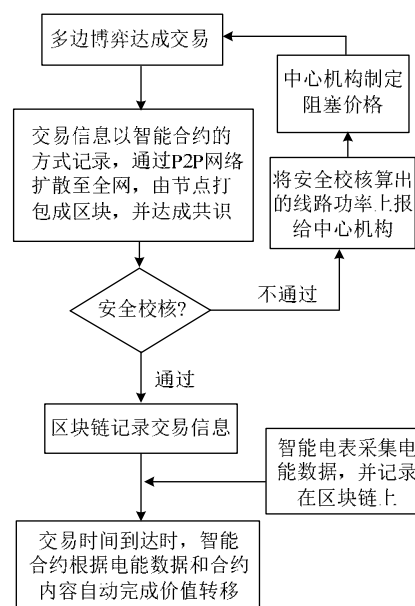 多边博弈达成交易
中心机构制定
阻塞价格
交易信息以智能合约的
方式记录，通过P2P网络
扩散至全网，由节点打
包成区块，并达成共识
将安全校核算出
的线路功率上报
给中心机构
安全校核?
不通过
通过
区块链记录交易信息
智能电表采集电
能数据，并记录
在区块链上
交易时间到达时，智能
合约根据电能数据和合约
内容自动完成价值转移